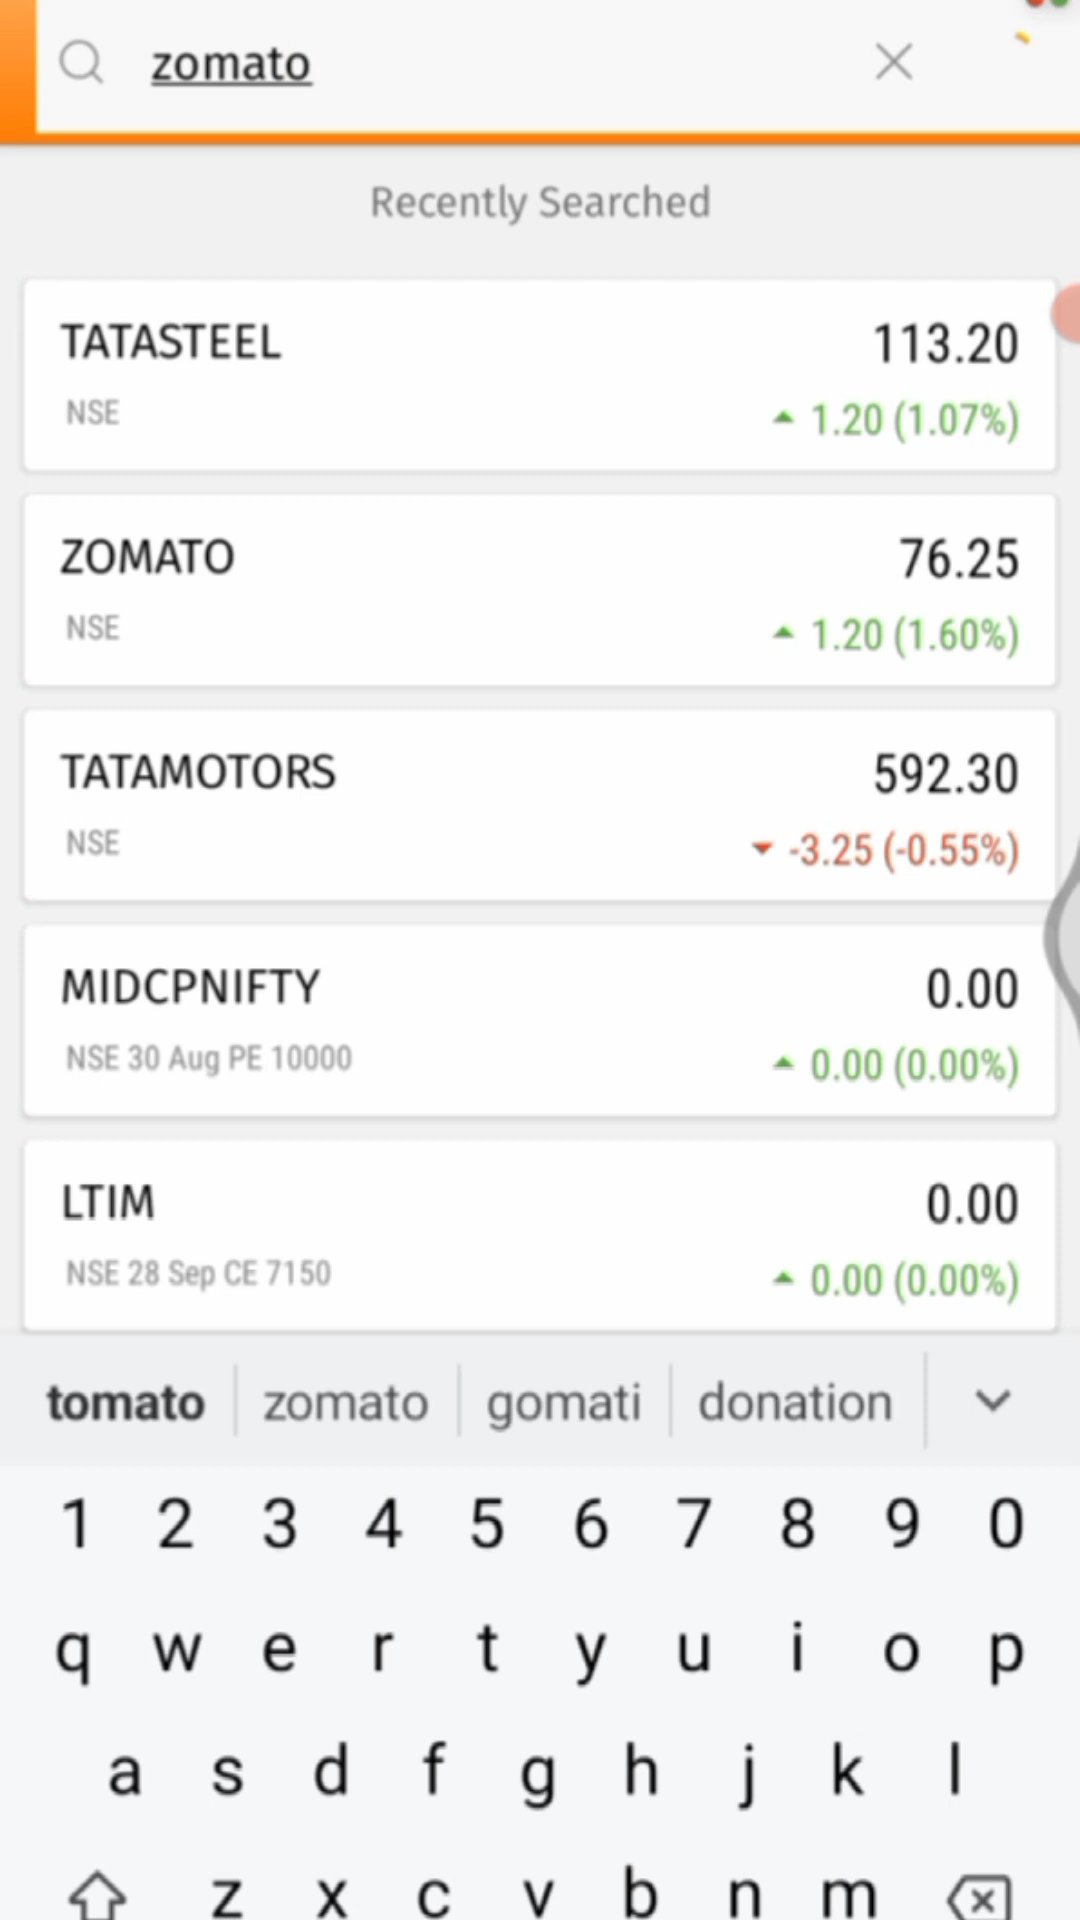 zomato
Recently Searched
TATASTEEL 113.20
NSE 1.20 (1.07%)
ZOMATO 76.25
NSE 1.20 (1.60%)
TATAMOTORS 592.30
NSE -3.25 (-0.55%)
MIDCPNIFTY 0.00
NSE 30 Aug PE 10000 0.00 (0.00%)
LTIM 0.00
NSE 28 Sep CE 7150 0.00 (0.00%)
tomato zomato gomati donation
1 2 3 4 5 6 7 8 9 0
q w e r t y u i o p
a s d f g h j k l
z x c v b n m